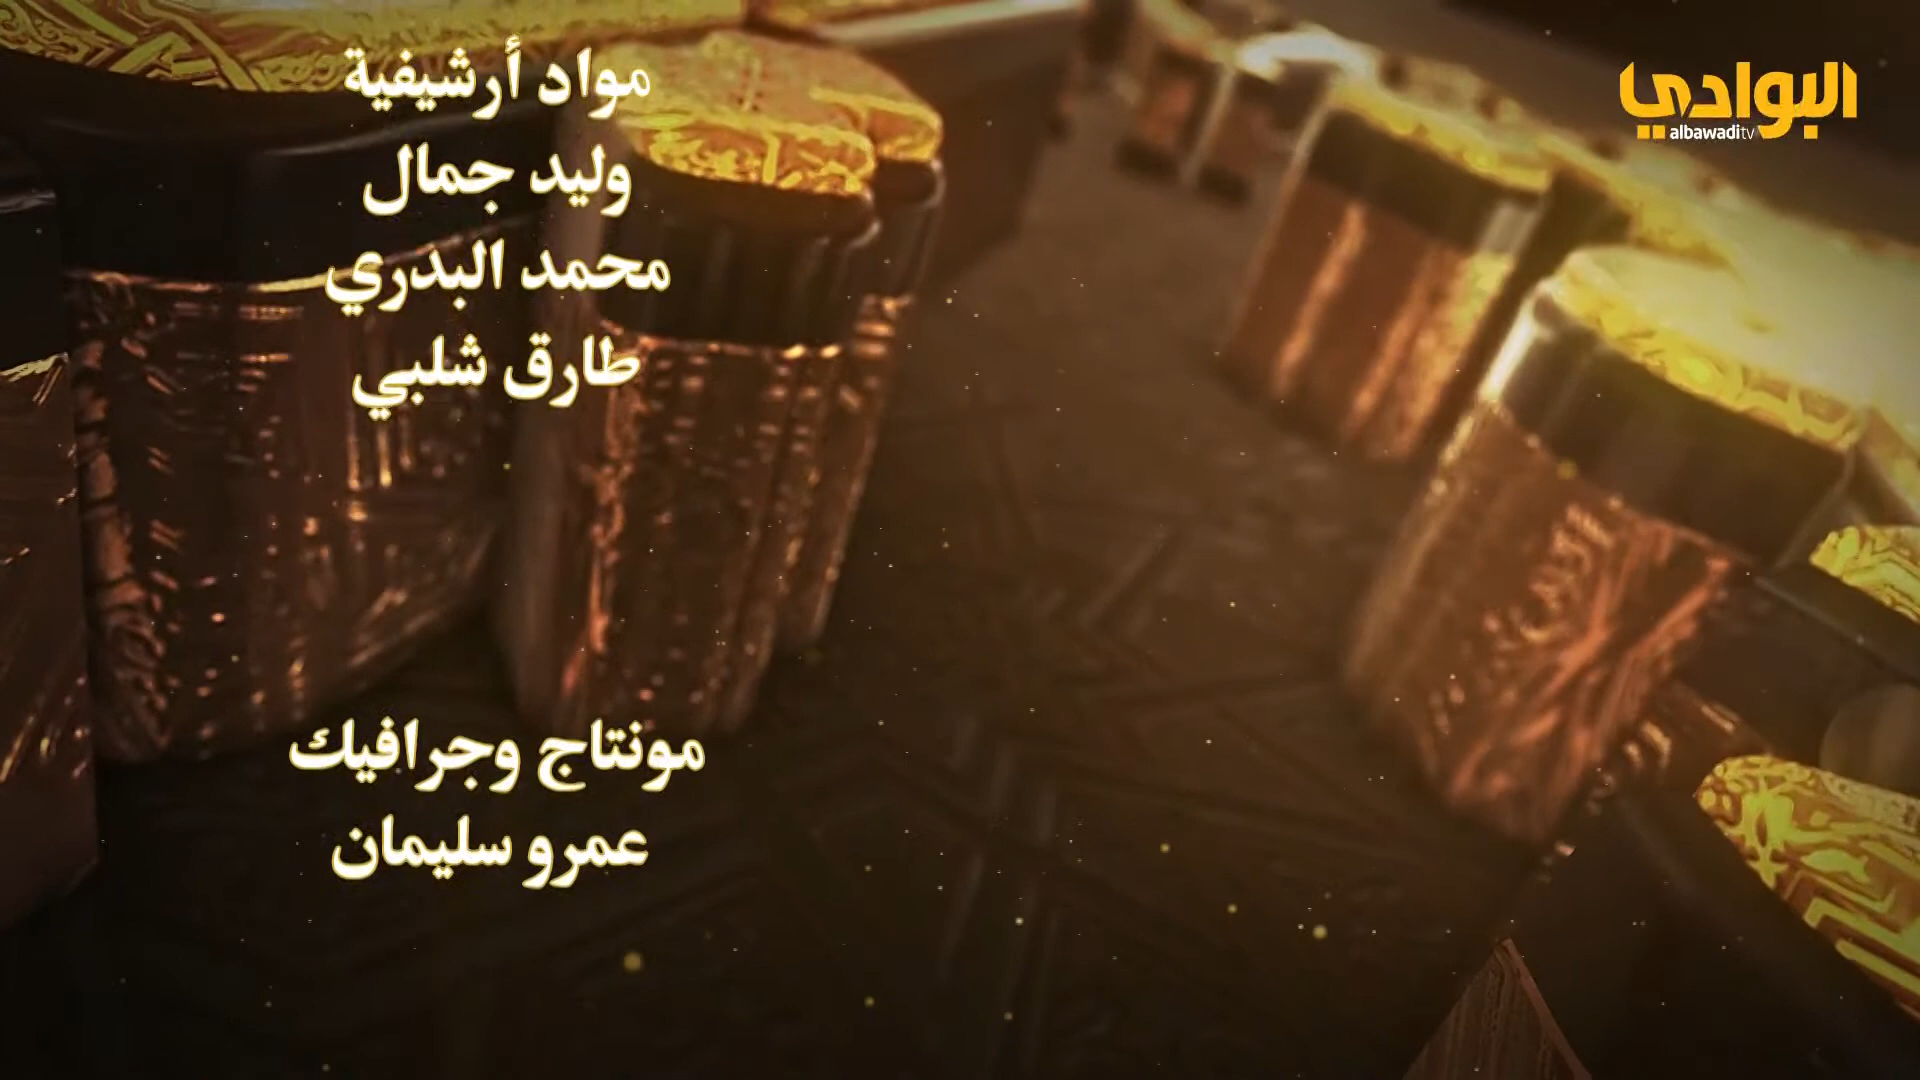 مواد أرشيفية
وليد جمال
محمد البدري
طارق شلبي
مونتاج وجرافيك
عمرو سليمان
البوادي
albawaditv